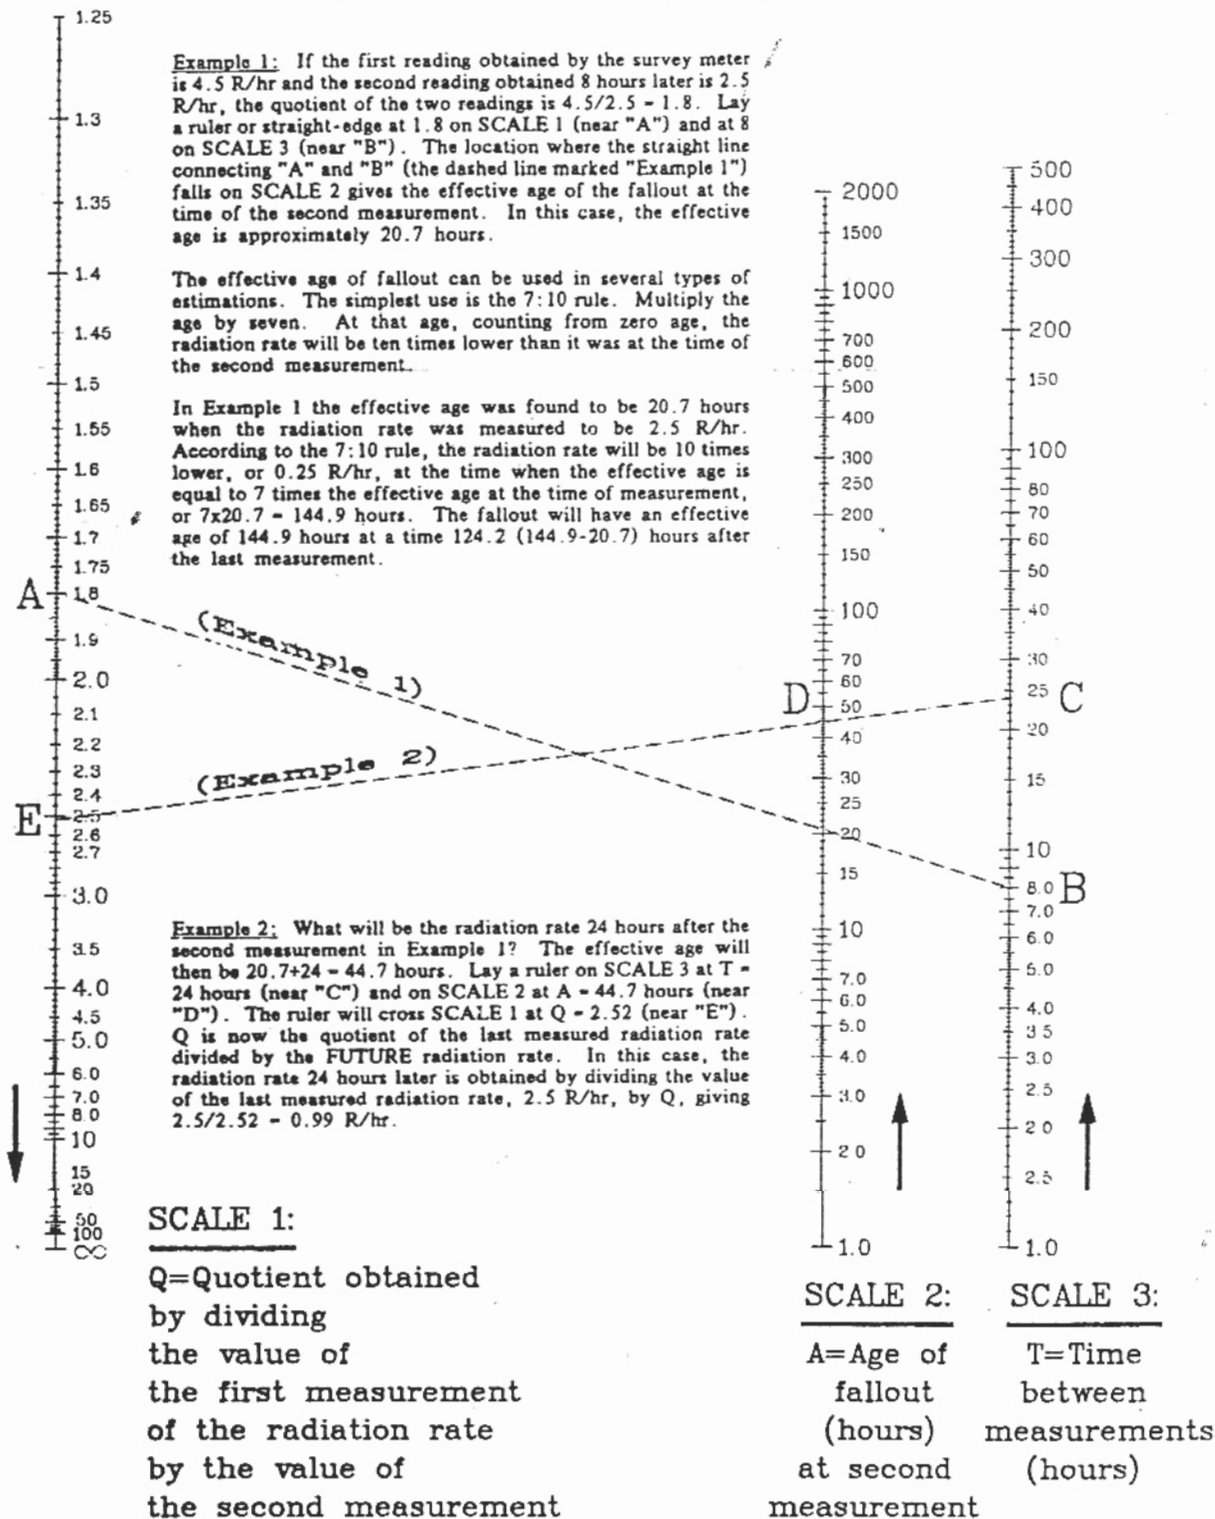 1.25
Example 1: If the first reading obtained by the survey meter
is 4.5 R/hr and the second reading obtained 8 hours later is 2.5
R/hr, the quotient of the two readings is 4.5/2.5 = 1.8. Lay
a ruler or straight-edge at 1.8 on SCALE 1 (near "A") and at 8
on SCALE 3 (near "B"). The location where the straight line
connecting "A" and "B" (the dashed line marked "Example 1")
falls on SCALE 2 gives the effective age of the fallout at the
time of the second measurement. In this case, the effective
age is approximately 20.7 hours.
The effective age of fallout can be used in several types of
estimations. The simplest use is the 7:10 rule. Multiply the
age by seven. At that age, counting from zero age, the
radiation rate will be ten times lower than it was at the time of
the second measurement.
In Example 1 the effective age was found to be 20.7 hours
when the radiation rate was measured to be 2.5 R/hr.
According to the 7:10 rule, the radiation rate will be 10 times
lower, or 0.25 R/hr, at the time when the effective age is
equal to 7 times the effective age at the time of measurement,
or 7x20.7 = 144.9 hours. The fallout will have an effective
age of 144.9 hours at a time 124.2 (144.9-20.7) hours after
the last measurement.
1.3
1.35
1.4
1.45
1.5
1.55
1.6
1.65
1.7
1.75
A
1.8
1.9
2.0
2.1
2.2
2.3
2.4
E
2.5
2.6
2.7
3.0
3.5
4.0
4.5
5.0
6.0
7.0
8.0
10
15
20
50
100
∞
(Example 1)
(Example 2)
2000
1500
1000
700
600
500
400
300
250
200
150
100
70
60
D
50
40
30
25
20
15
10
7.0
6.0
5.0
4.0
3.0
2.0
1.0
500
400
300
200
150
100
80
70
60
50
40
30
25
C
20
15
10
8.0
B
7.0
6.0
5.0
4.0
3.5
3.0
2.5
2.0
2.5
1.0
Example 2: What will be the radiation rate 24 hours after the
second measurement in Example 1? The effective age will
then be 20.7+24 = 44.7 hours. Lay a ruler on SCALE 3 at T =
24 hours (near "C") and on SCALE 2 at A = 44.7 hours (near
"D"). The ruler will cross SCALE 1 at Q = 2.52 (near "E").
Q is now the quotient of the last measured radiation rate
divided by the FUTURE radiation rate. In this case, the
radiation rate 24 hours later is obtained by dividing the value
of the last measured radiation rate, 2.5 R/hr, by Q, giving
2.5/2.52 = 0.99 R/hr.
SCALE 1:
Q=Quotient obtained
by dividing
the value of
the first measurement
of the radiation rate
by the value of
the second measurement
SCALE 2:
A=Age of
fallout
(hours)
at second
measurement
SCALE 3:
T=Time
between
measurements
(hours)